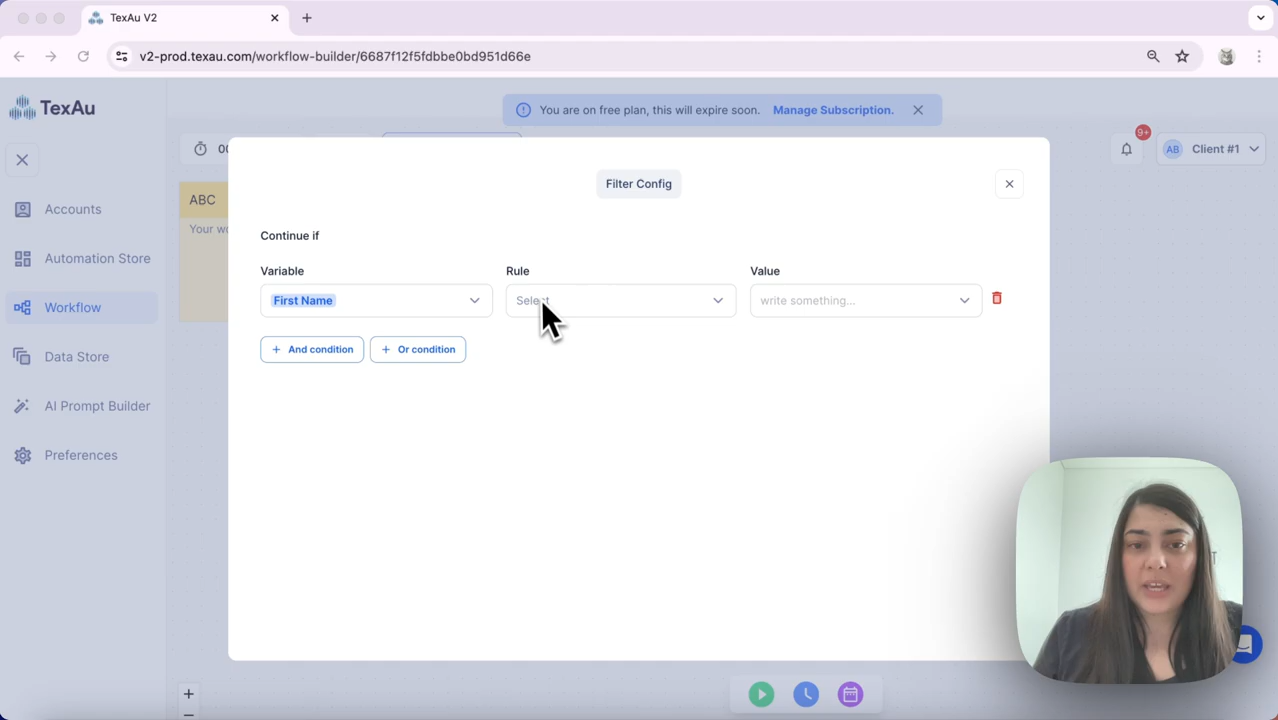 TexAu V2
v2-prod.texau.com/workflow-builder/6687f12f5fdbbe0bd951d66e
TexAu
You are on free plan, this will expire soon. Manage Subscription.
9+
AB Client #1
00
ABC
Your wo
Accounts
Automation Store
Workflow
Data Store
AI Prompt Builder
Preferences
Filter Config
Continue if
Variable Rule Value
First Name Select write something...
+ And condition + Or condition
+